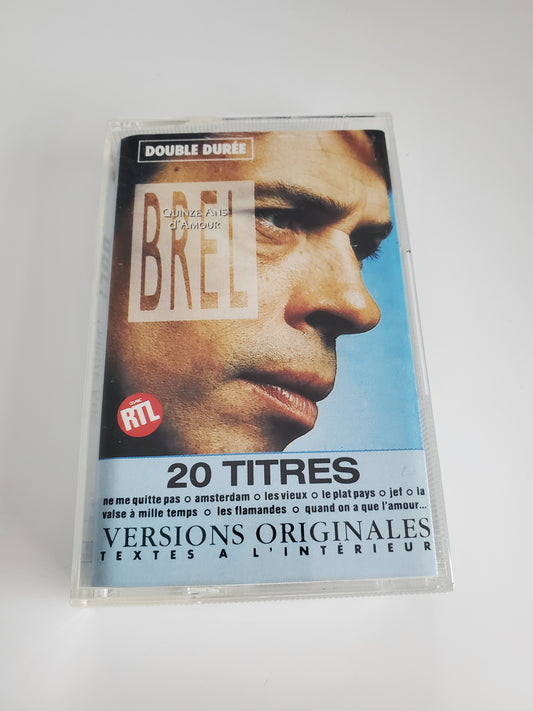 DOUBLE DURÉE
QUINZE ANS
d'AMOUR
BREL
AVEC
RTL
20 TITRES
ne me quitte pas o amsterdam o les vieux o le plat pays o jef o la
valse à mille temps o les flamandes o quand on a que l'amour...
VERSIONS ORIGINALES
TEXTES A L'INTÉRIEUR